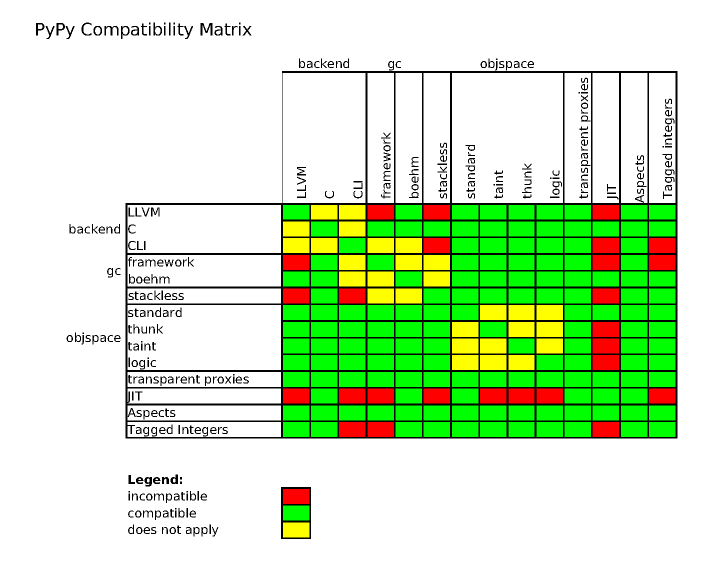 PyPy Compatibility Matrix
backend gc objspace
LLVM
C
CLI
framework
boehm
stackless
standard
taint
thunk
logic
transparent proxies
JIT
Aspects
Tagged integers
backend
LLVM
C
CLI
gc
framework
boehm
stackless
objspace
standard
thunk
taint
logic
transparent proxies
JIT
Aspects
Tagged Integers
Legend:
incompatible
compatible
does not apply